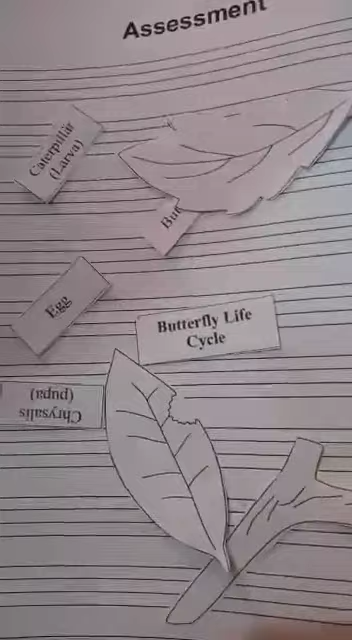 Assessment
Caterpillar
(Larva)
Egg
Butterfly Life
Cycle
Chrysalis
(pupa)